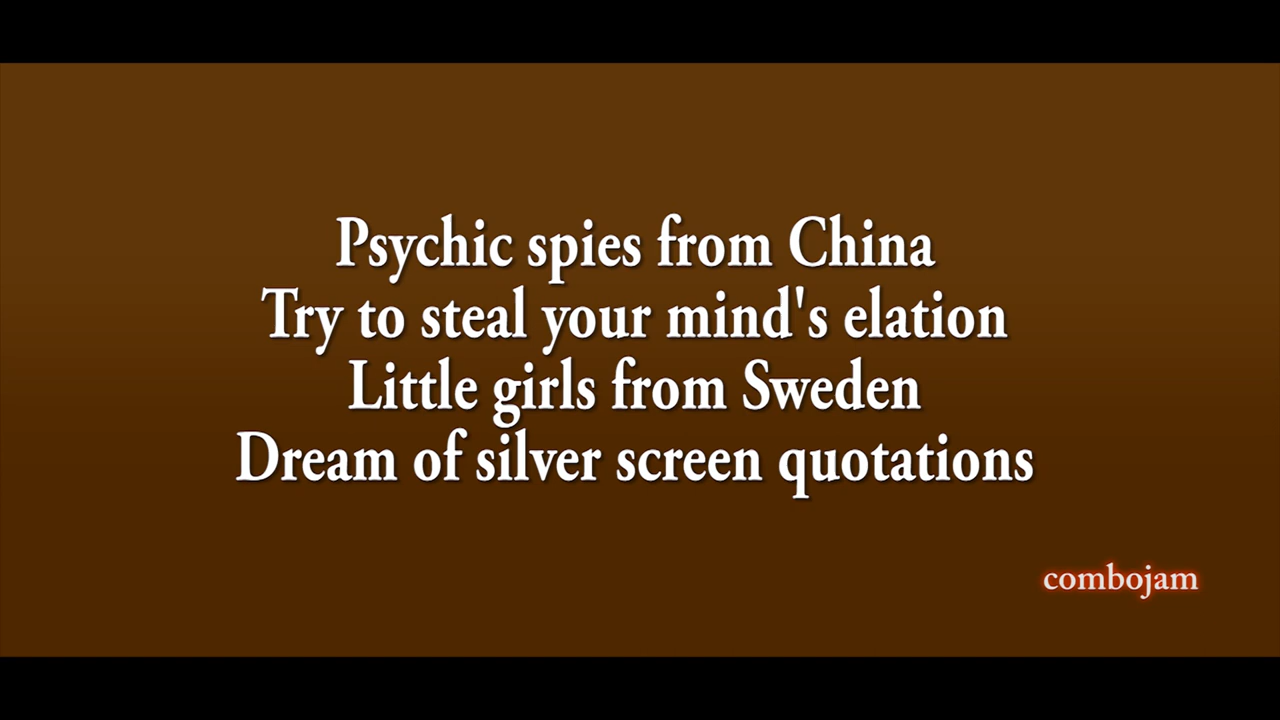 Psychic spies from China
Try to steal your mind's elation
Little girls from Sweden
Dream of silver screen quotations
combojam